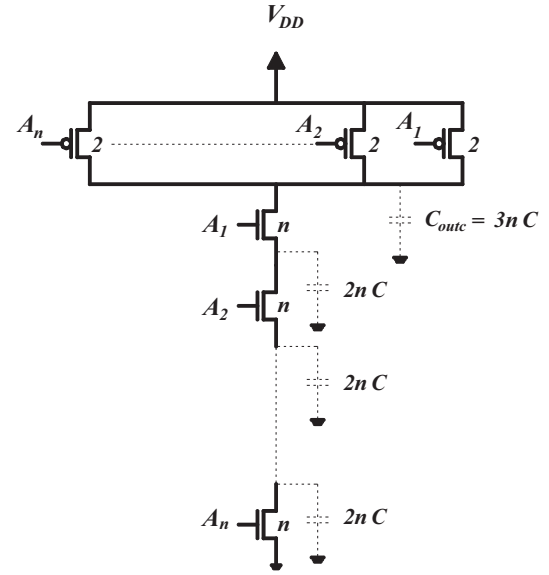 V_DD
A_n 2 A_2 2 A_1 2
A_1 n C_outc = 3n C
2n C
A_2 n
2n C
A_n n 2n C